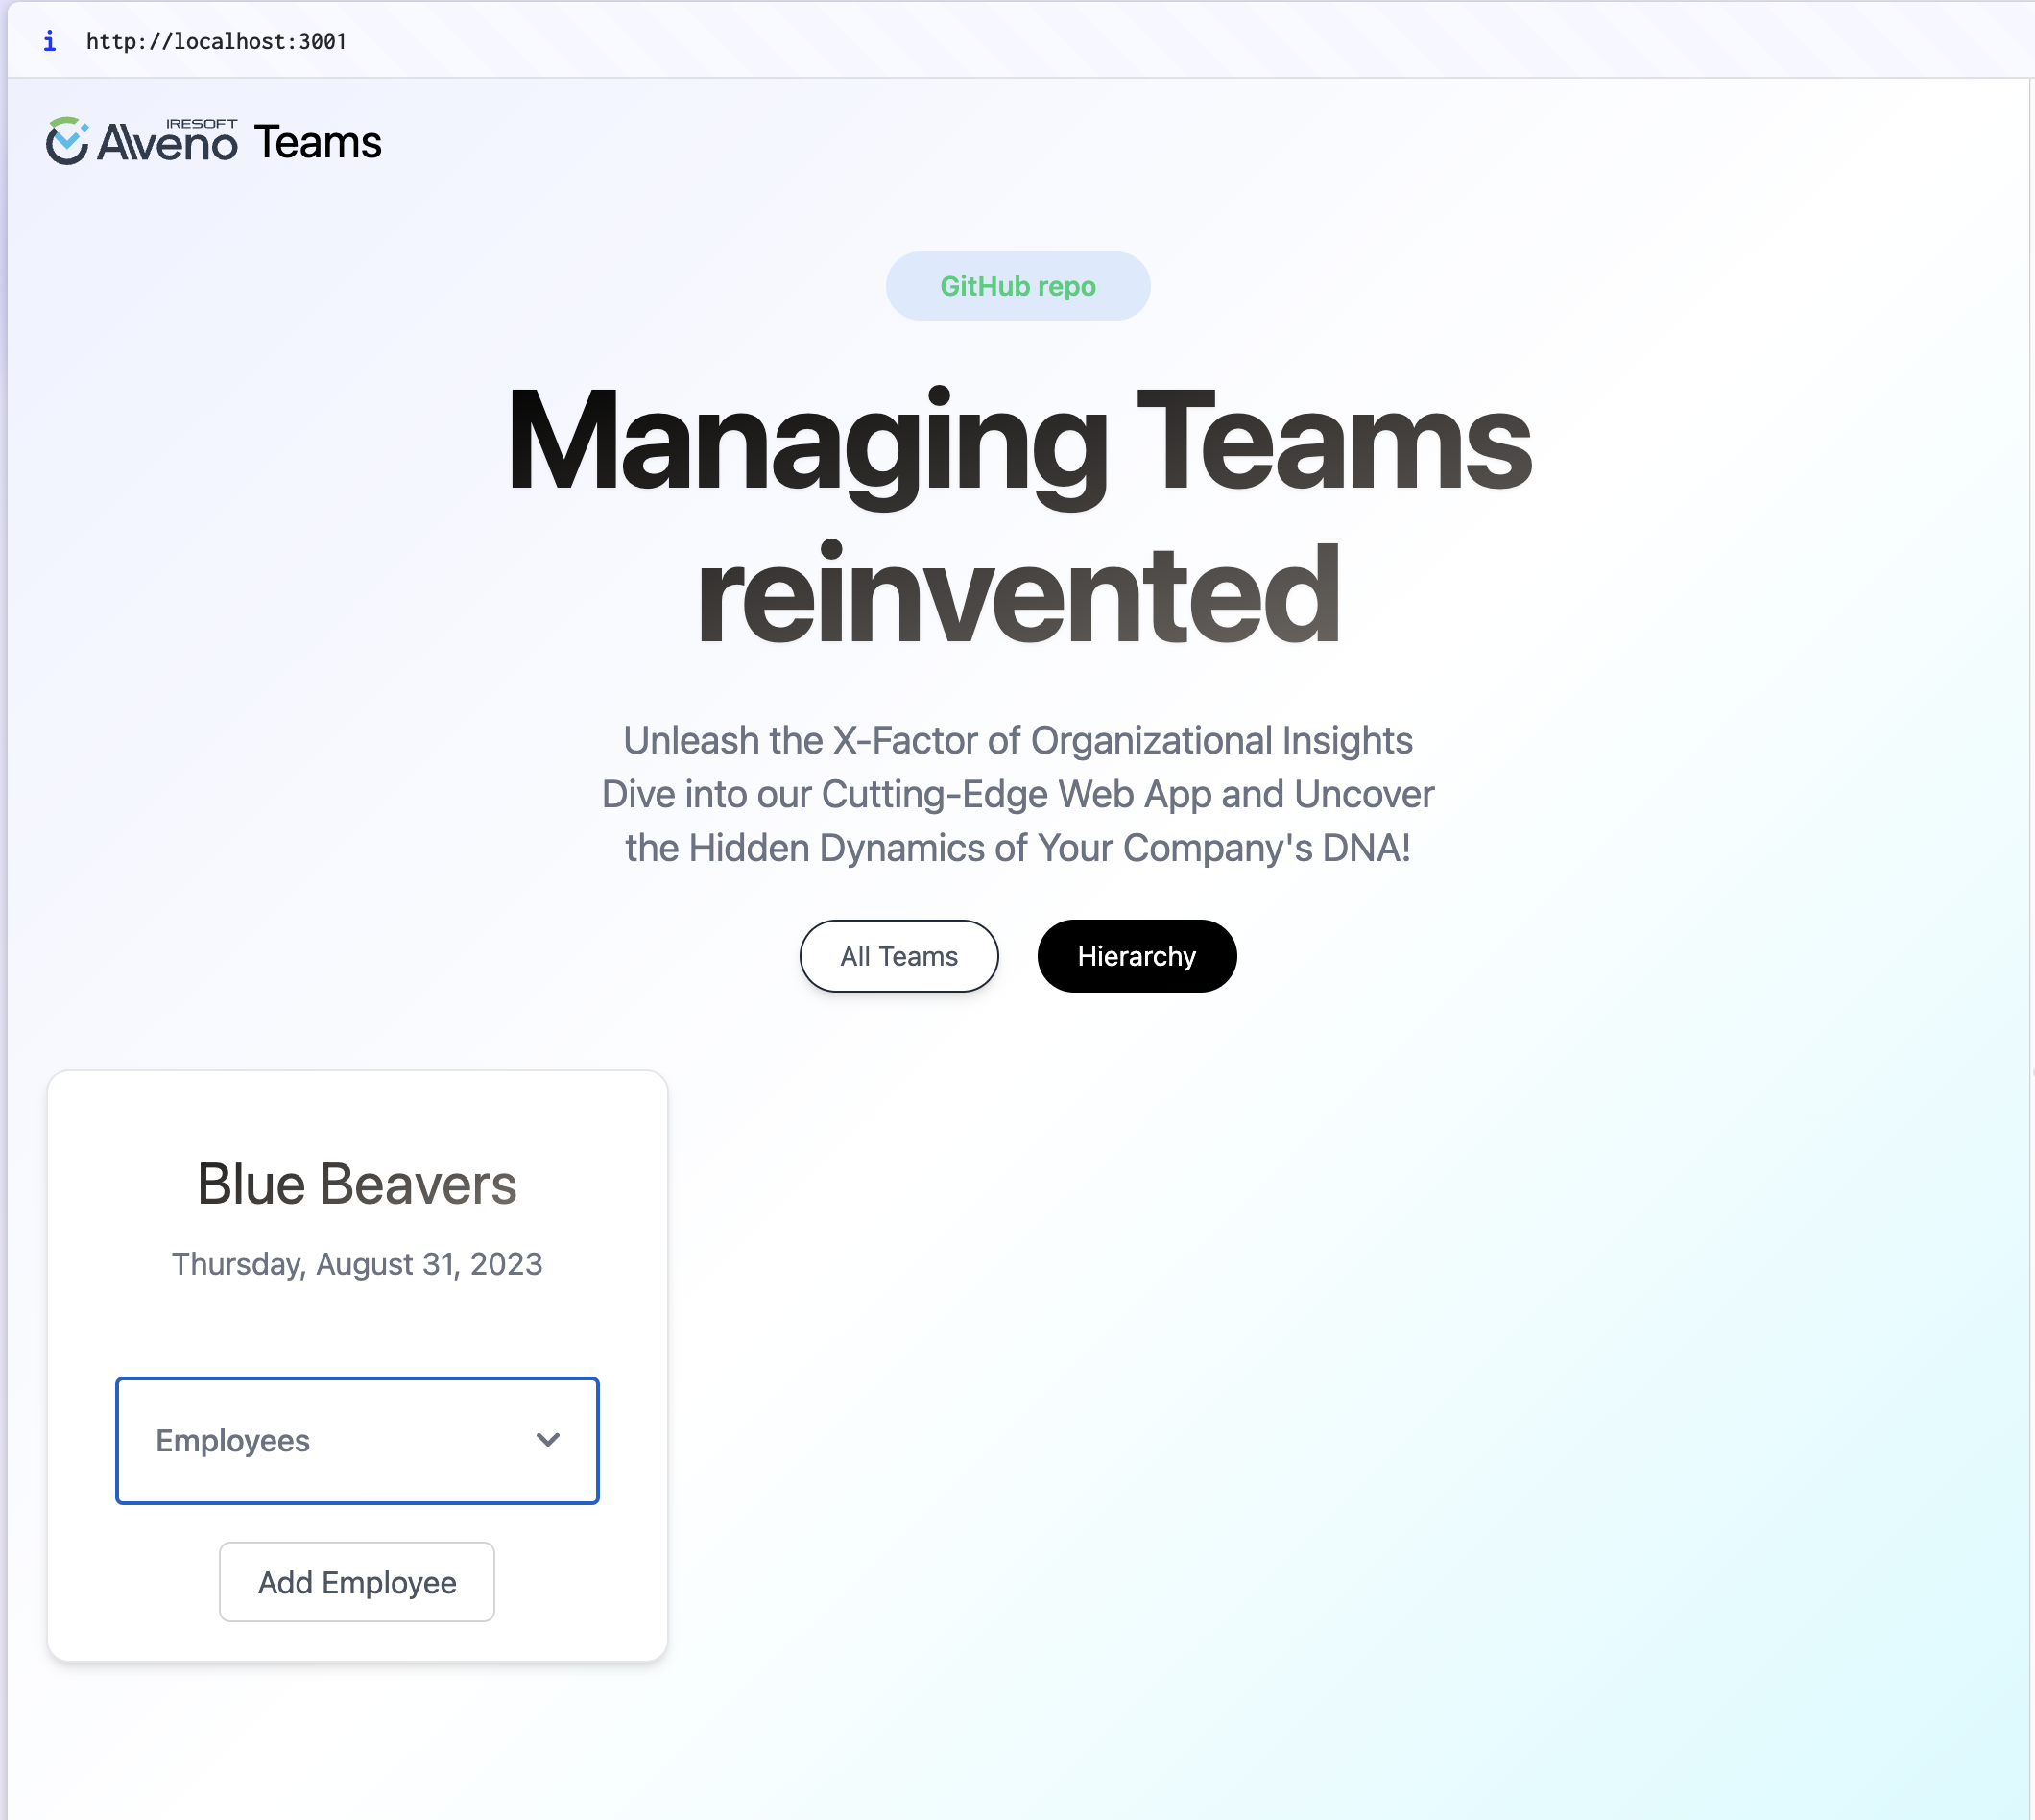 i http://localhost:3001
IRESOFT
Alveno Teams
GitHub repo
Managing Teams
reinvented
Unleash the X-Factor of Organizational Insights
Dive into our Cutting-Edge Web App and Uncover
the Hidden Dynamics of Your Company's DNA!
All Teams Hierarchy
Blue Beavers
Thursday, August 31, 2023
Employees
Add Employee